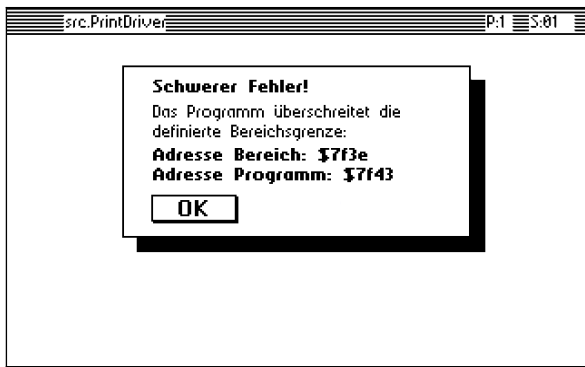 src.PrintDriver P:1 S:01
Schwerer Fehler!
Das Programm überschreitet die
definierte Bereichsgrenze:
Adresse Bereich: $7f3e
Adresse Programm: $7f43
OK